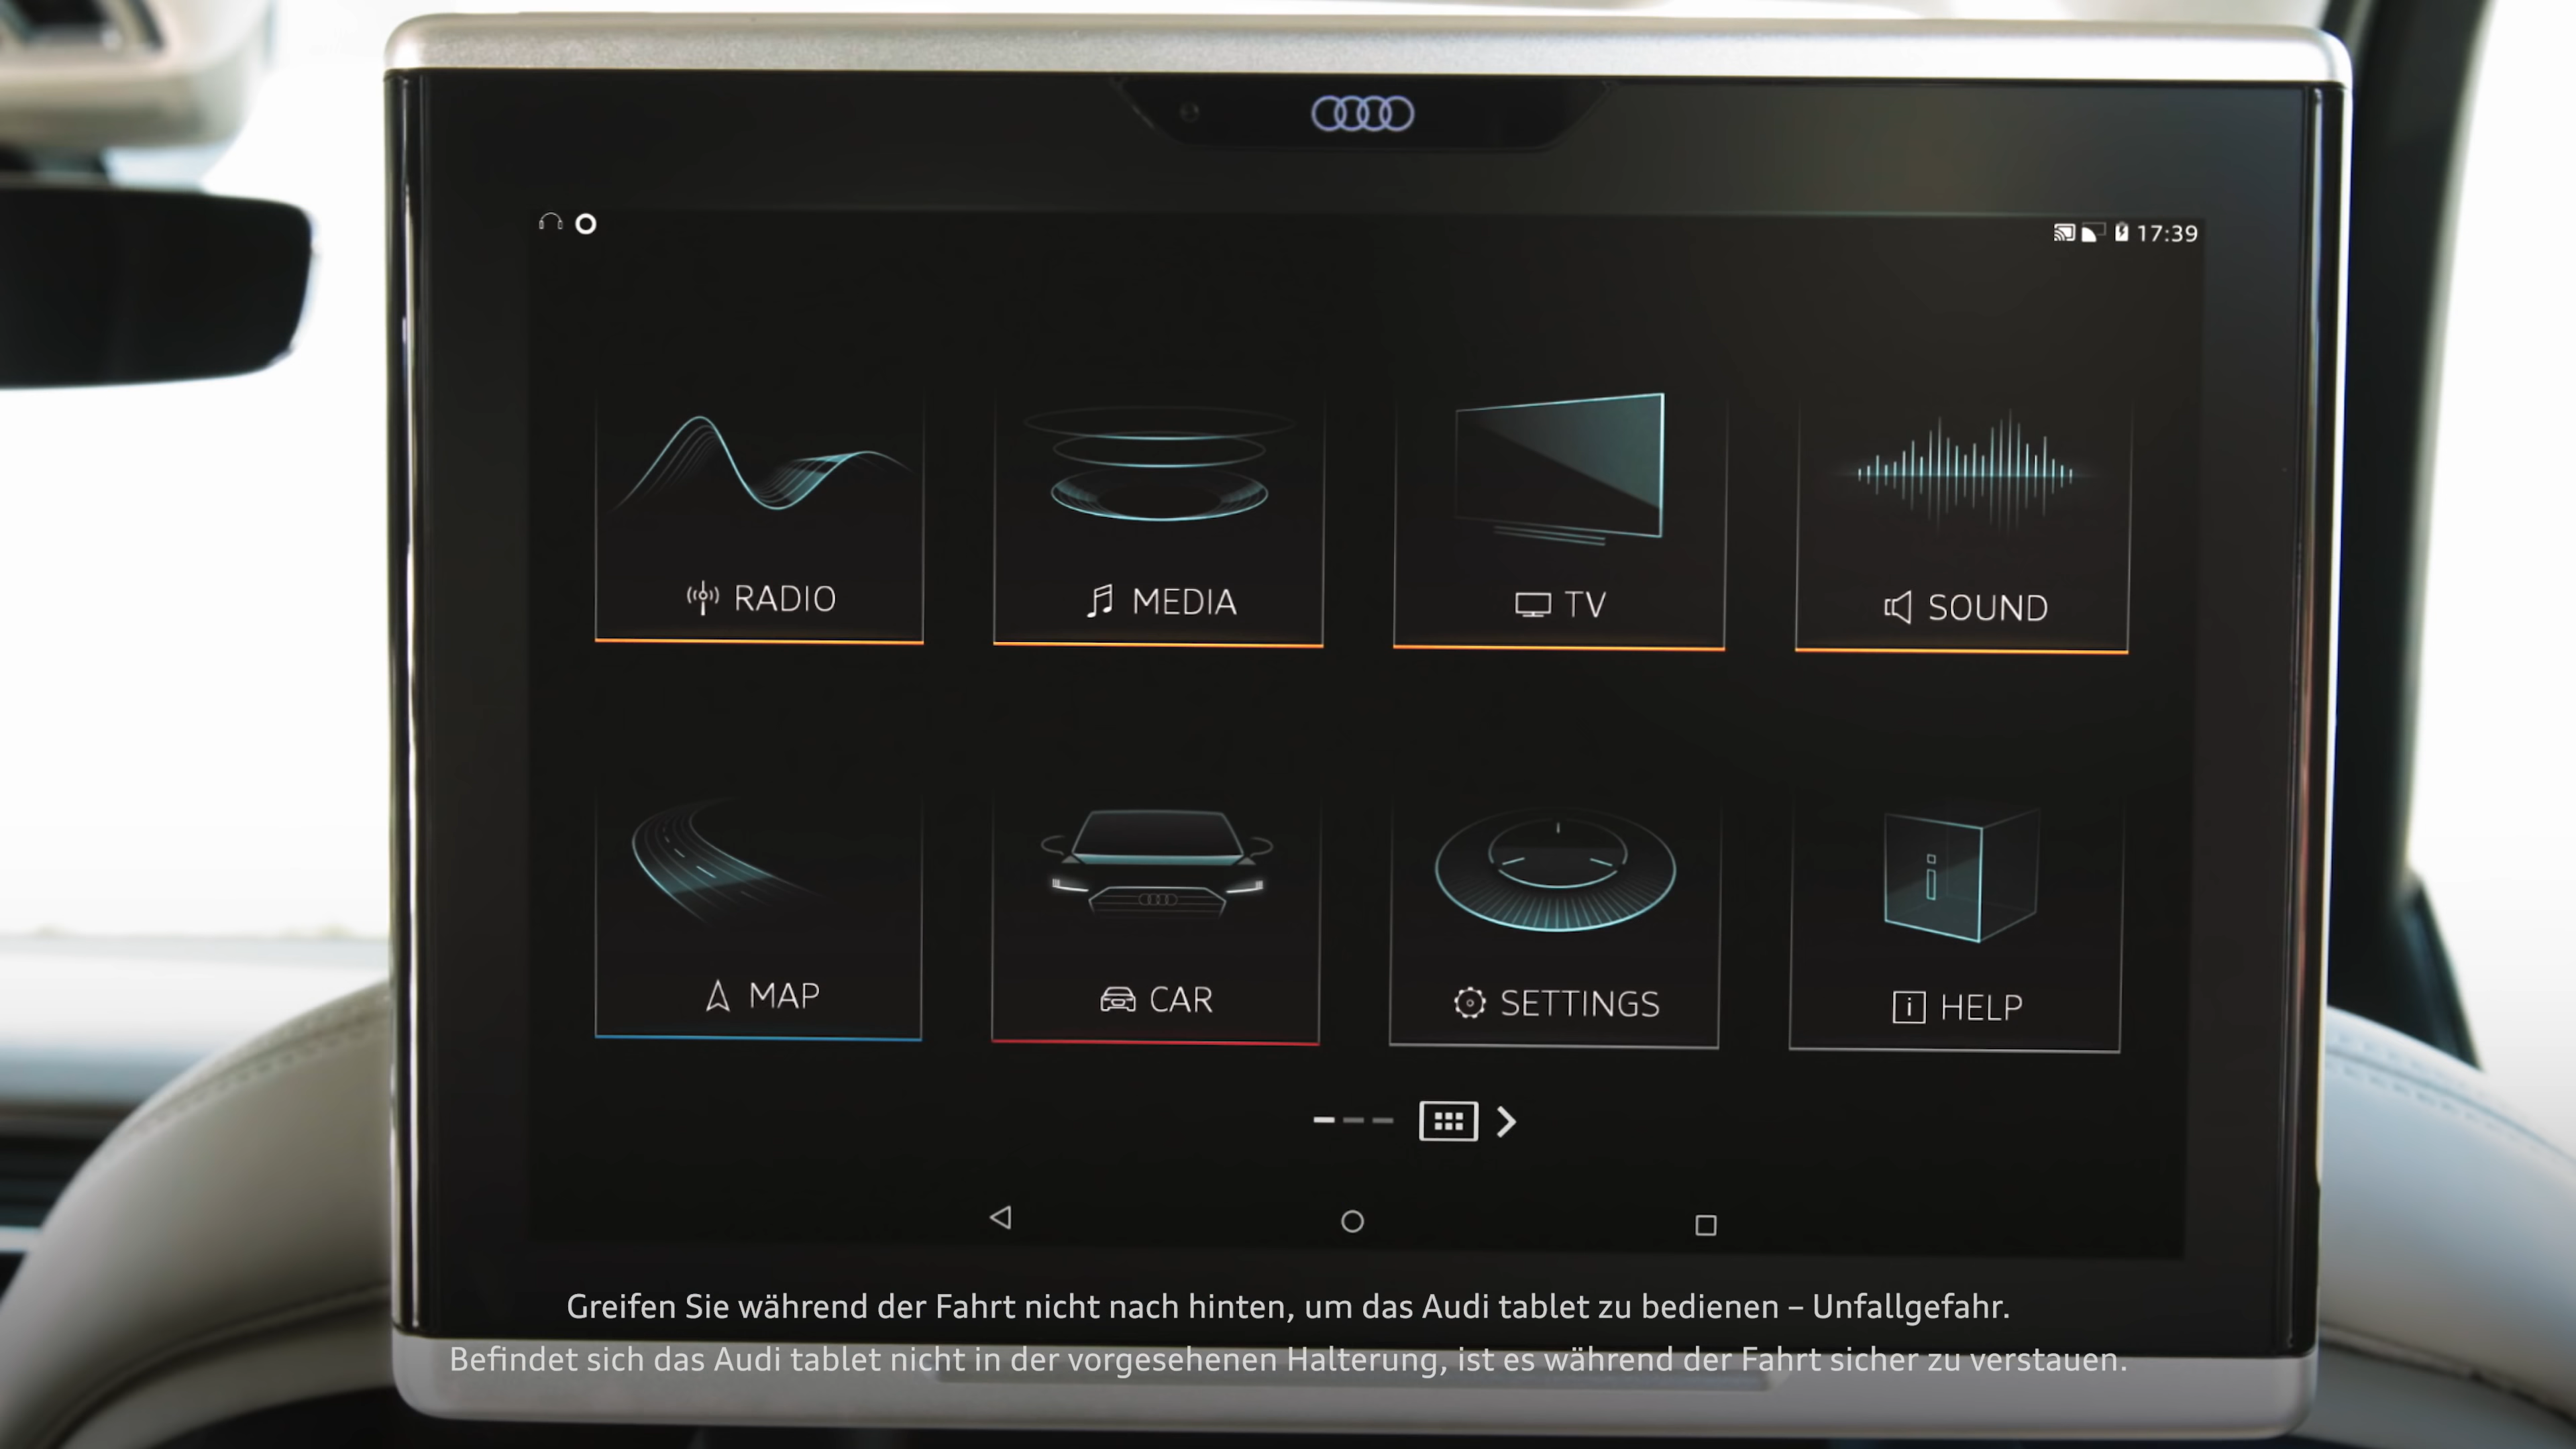 17:39
RADIO
MEDIA
TV
SOUND
MAP
CAR
SETTINGS
HELP
Greifen Sie während der Fahrt nicht nach hinten, um das Audi tablet zu bedienen – Unfallgefahr.
Befindet sich das Audi tablet nicht in der vorgesehenen Halterung, ist es während der Fahrt sicher zu verstauen.